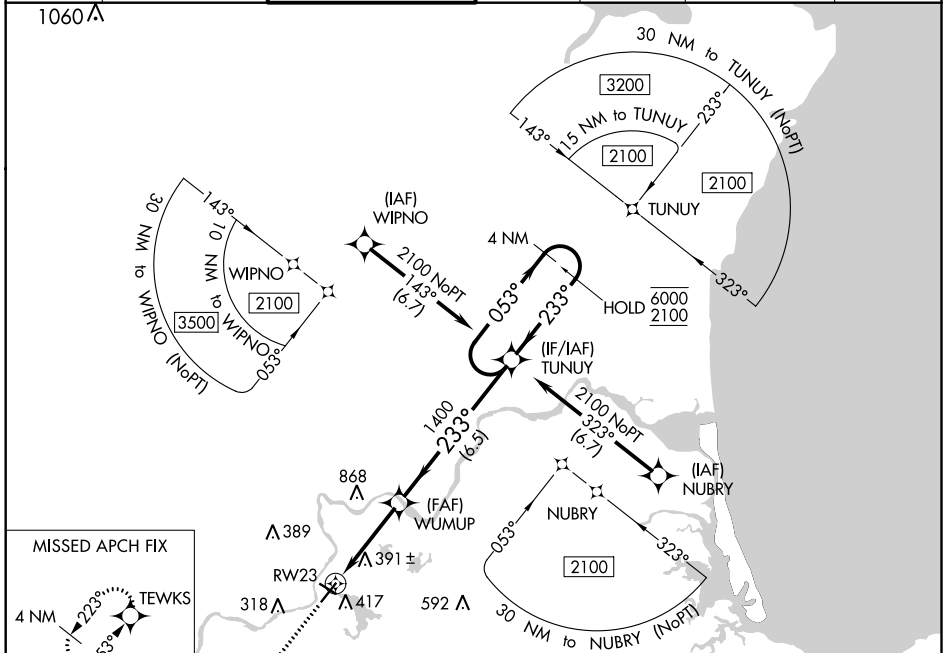 1060
30 NM to TUNUY (NoPT)
3200
15 NM to TUNUY
233°
143°
2100
2100
TUNUY
323°
(IAF)
WIPNO
143°
30 NM to WIPNO (NoPT)
10 NM to WIPNO
WIPNO
2100
3500
053°
2100 NoPT
143°
(6.7)
4 NM
053°
233°
HOLD 6000
2100
(IF/IAF)
TUNUY
2100 NoPT
323°
(6.7)
(IAF)
NUBRY
1400
233°
(6.5)
868
(FAF)
WUMUP
NUBRY
053°
323°
2100
30 NM to NUBRY (NoPT)
389
391±
RW23
318
417
592
MISSED APCH FIX
TEWKS
4 NM
223°
53°